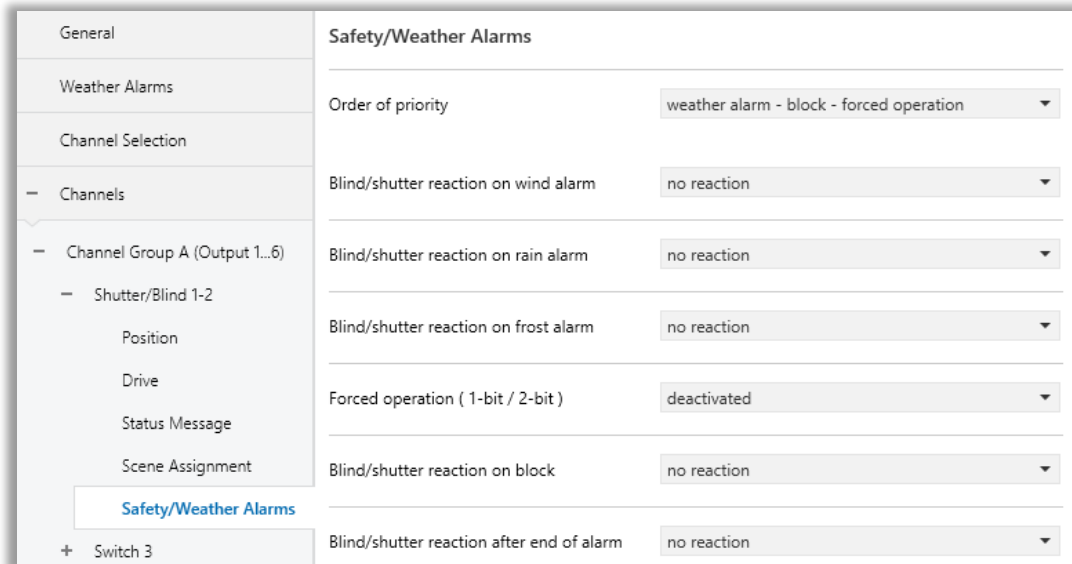 General
Weather Alarms
Channel Selection
− Channels
− Channel Group A (Output 1...6)
− Shutter/Blind 1-2
Position
Drive
Status Message
Scene Assignment
Safety/Weather Alarms
+ Switch 3
Safety/Weather Alarms
Order of priority weather alarm - block - forced operation
Blind/shutter reaction on wind alarm no reaction
Blind/shutter reaction on rain alarm no reaction
Blind/shutter reaction on frost alarm no reaction
Forced operation ( 1-bit / 2-bit ) deactivated
Blind/shutter reaction on block no reaction
Blind/shutter reaction after end of alarm no reaction